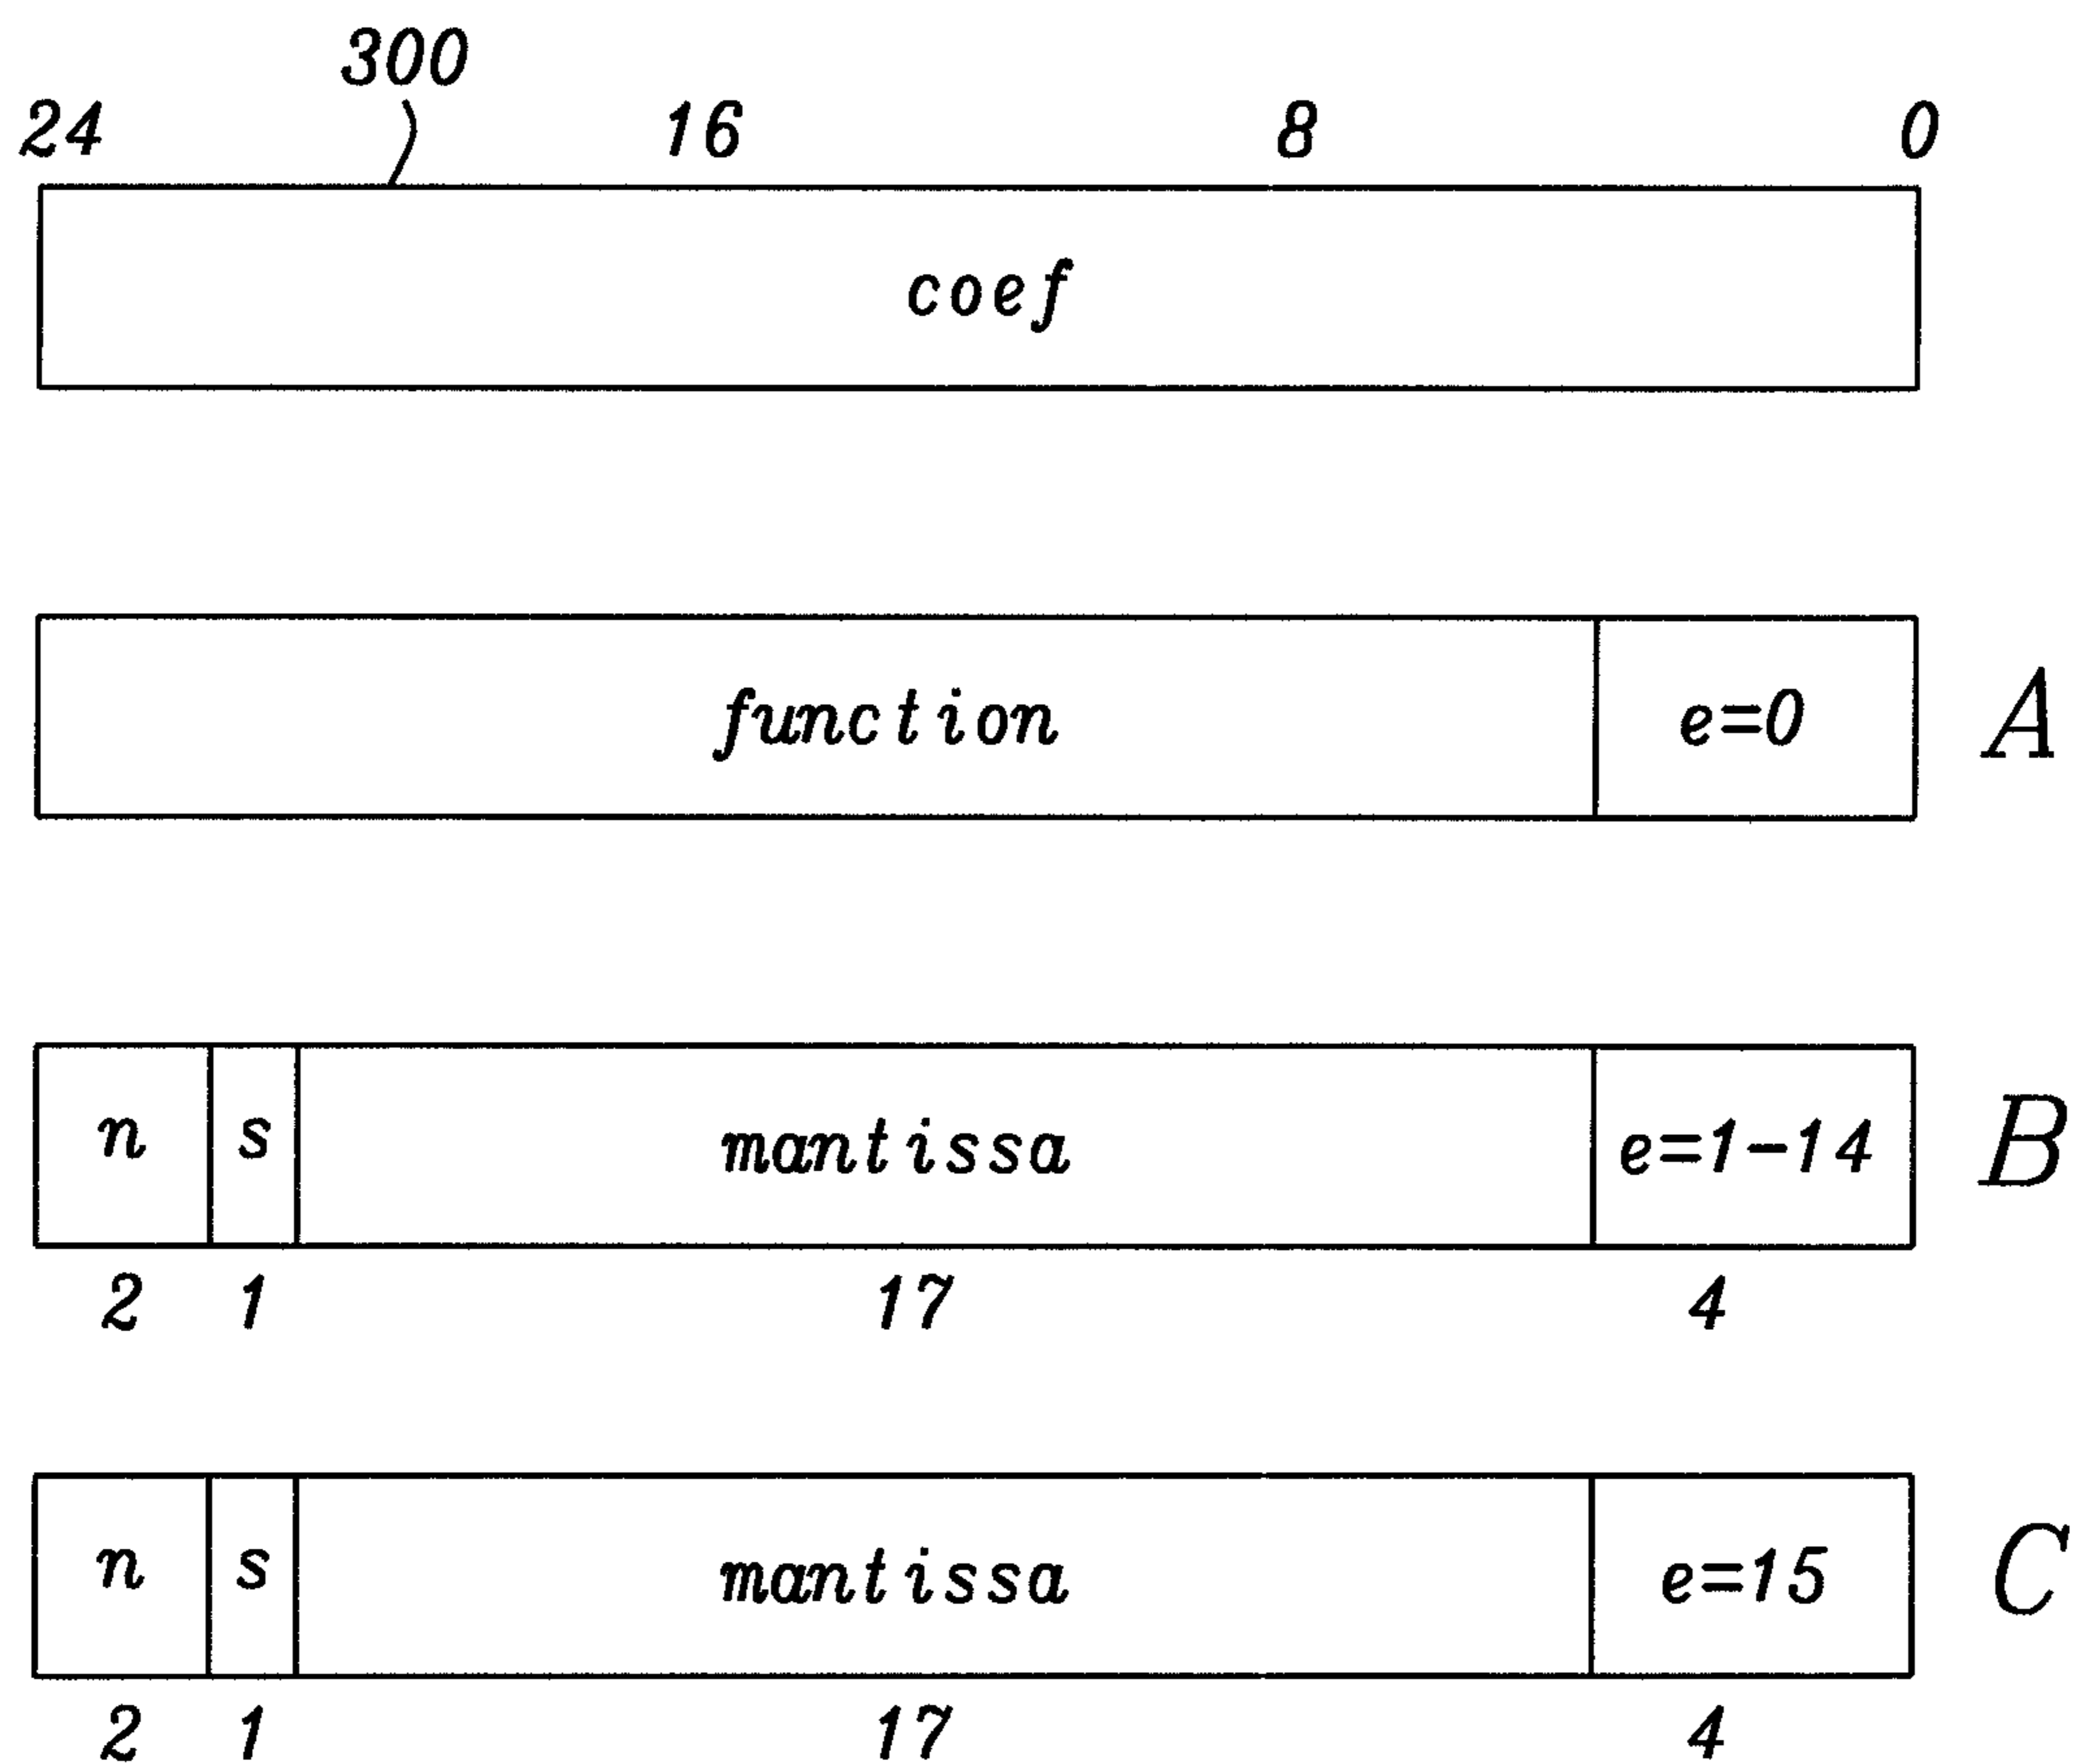 300
24 16 8 0
coef
function e=0 A
n s mantissa e=1-14 B
2 1 17 4
n s mantissa e=15 C
2 1 17 4